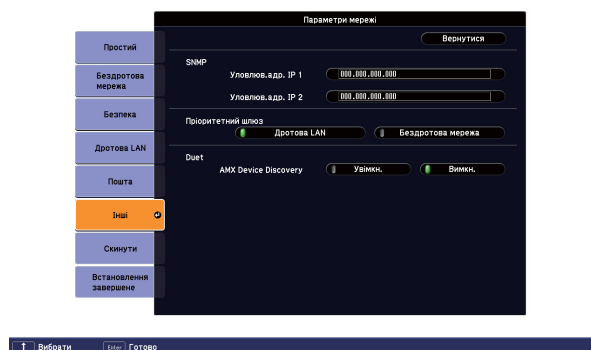 Параметри мережі
Вернутися
Простий
Бездротова
мережа
Безпека
Дротова LAN
Пошта
Інші
Скинути
Встановлення
завершене
SNMP
Уловлюв.адр. IP 1 000.000.000.000
Уловлюв.адр. IP 2 000.000.000.000
Пріоритетний шлюз
Дротова LAN Бездротова мережа
Duet
AMX Device Discovery Увімкн. Вимкн.
↑ Вибрати Enter Готово